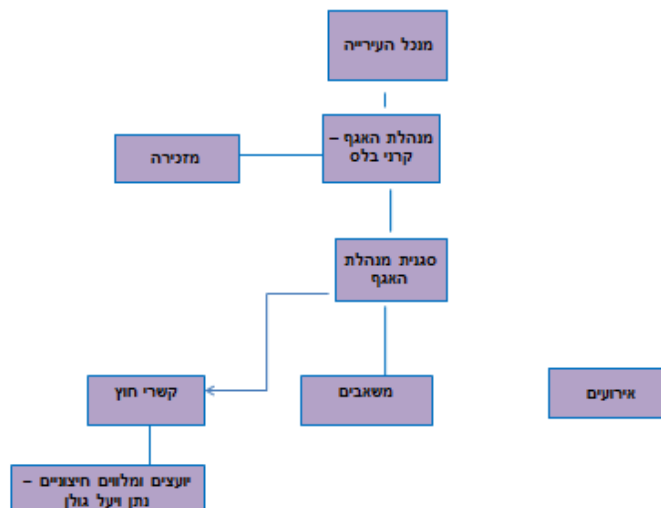 מנכל העירייה
מנהלת האגף –
קרני בלס
מזכירה
סגנית מנהלת
האגף
קשרי חוץ
משאבים
אירועים
יועצים ומלווים חיצוניים –
נתן ויעל גולן